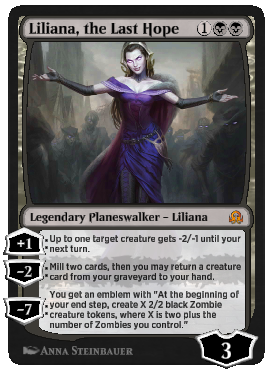 Liliana, the Last Hope 1
Legendary Planeswalker – Liliana
+1
Up to one target creature gets -2/-1 until your
next turn.
-2
Mill two cards, then you may return a creature
card from your graveyard to your hand.
-7
You get an emblem with "At the beginning of
your end step, create X 2/2 black Zombie
creature tokens, where X is two plus the
number of Zombies you control."
Anna Steinbauer
3